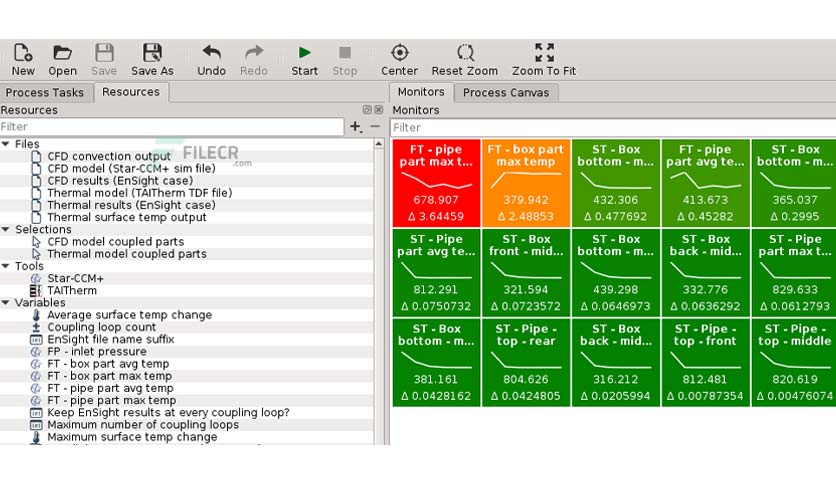 New Open Save Save As Undo Redo Start Stop Center Reset Zoom Zoom To Fit
Process Tasks Resources
Resources
Filter
Files
CFD convection output
CFD model (Star-CCM+ sim file)
CFD results (EnSight case)
Thermal model (TAITherm TDF file)
Thermal results (EnSight case)
Thermal surface temp output
Selections
CFD model coupled parts
Thermal model coupled parts
Tools
Star-CCM+
TAITherm
Variables
Average surface temp change
Coupling loop count
EnSight file name suffix
FP - inlet pressure
FT - box part avg temp
FT - box part max temp
FT - pipe part avg temp
FT - pipe part max temp
Keep EnSight results at every coupling loop?
Maximum number of coupling loops
Maximum surface temp change
FILECR
.com
Monitors Process Canvas
Monitors
Filter
FT - pipe
part max t...
678.907
Δ 3.64459
FT - box part
max temp
379.942
Δ 2.48853
ST - Box
bottom - m...
432.306
Δ 0.477692
FT - pipe
part avg te...
413.673
Δ 0.45282
ST - Box
bottom - m...
365.037
Δ 0.2995
ST - Pipe
part avg te...
812.291
Δ 0.0750732
ST - Box
front - mid...
321.594
Δ 0.0723572
ST - Box
bottom - m...
439.298
Δ 0.0646973
ST - Box
back - mid...
332.776
Δ 0.0636292
ST - Pipe
part max t...
829.633
Δ 0.0612793
ST - Box
bottom - m...
381.161
Δ 0.0428162
ST - Pipe -
top - rear
804.626
Δ 0.0424805
ST - Box
back - mid...
316.212
Δ 0.0205994
ST - Pipe -
top - front
812.481
Δ 0.00787354
ST - Pipe -
top - middle
820.619
Δ 0.00476074